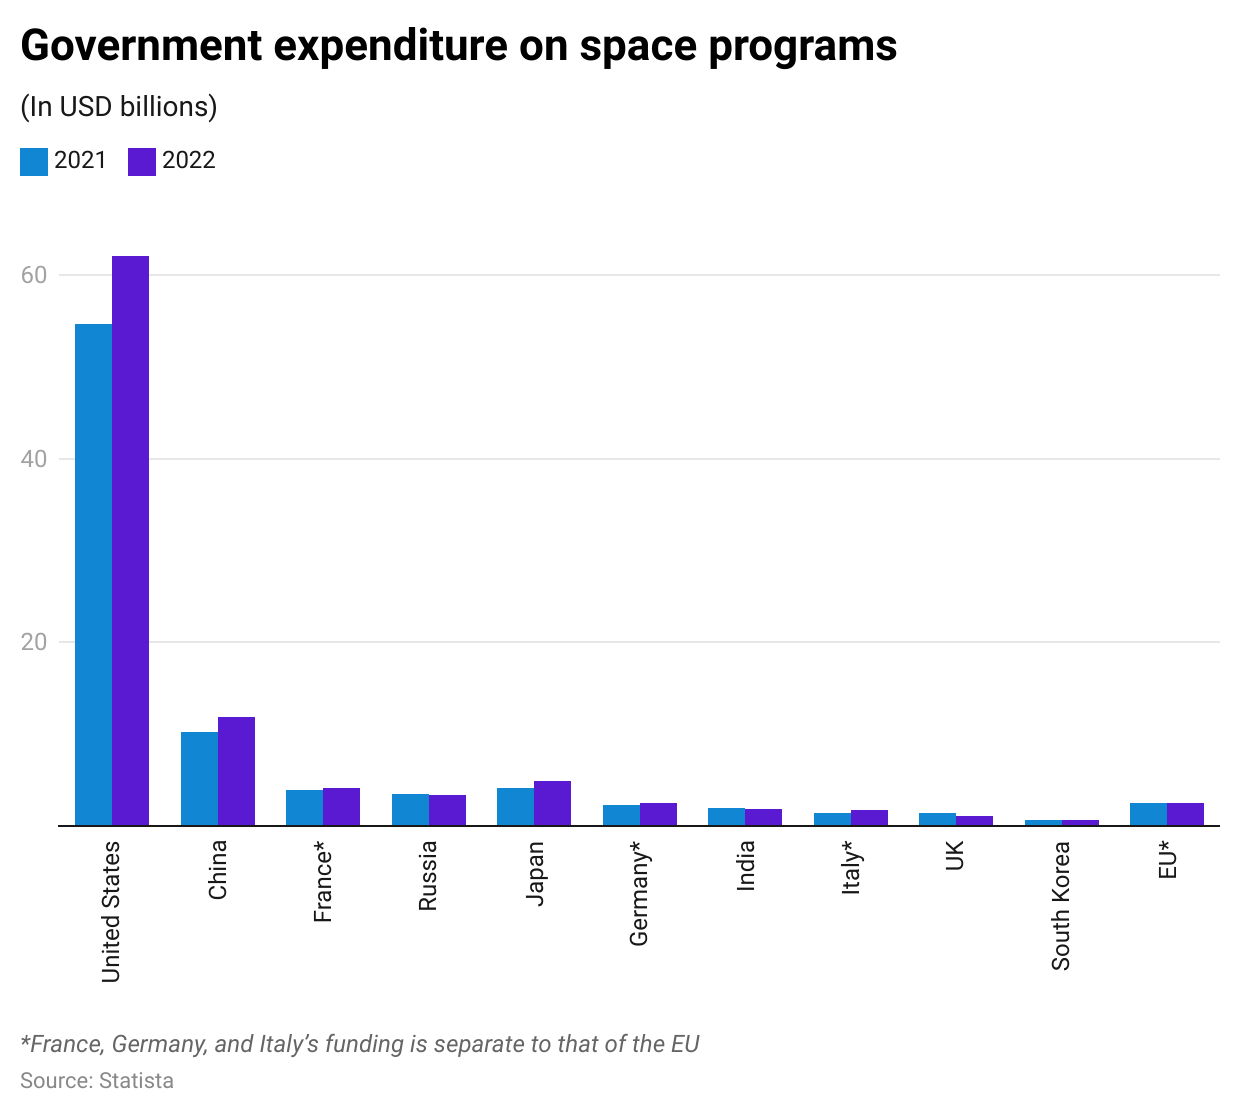 Government expenditure on space programs
(In USD billions)
2021 2022
60
40
20
United States
China
France*
Russia
Japan
Germany*
India
Italy*
UK
South Korea
EU*
*France, Germany, and Italy’s funding is separate to that of the EU
Source: Statista